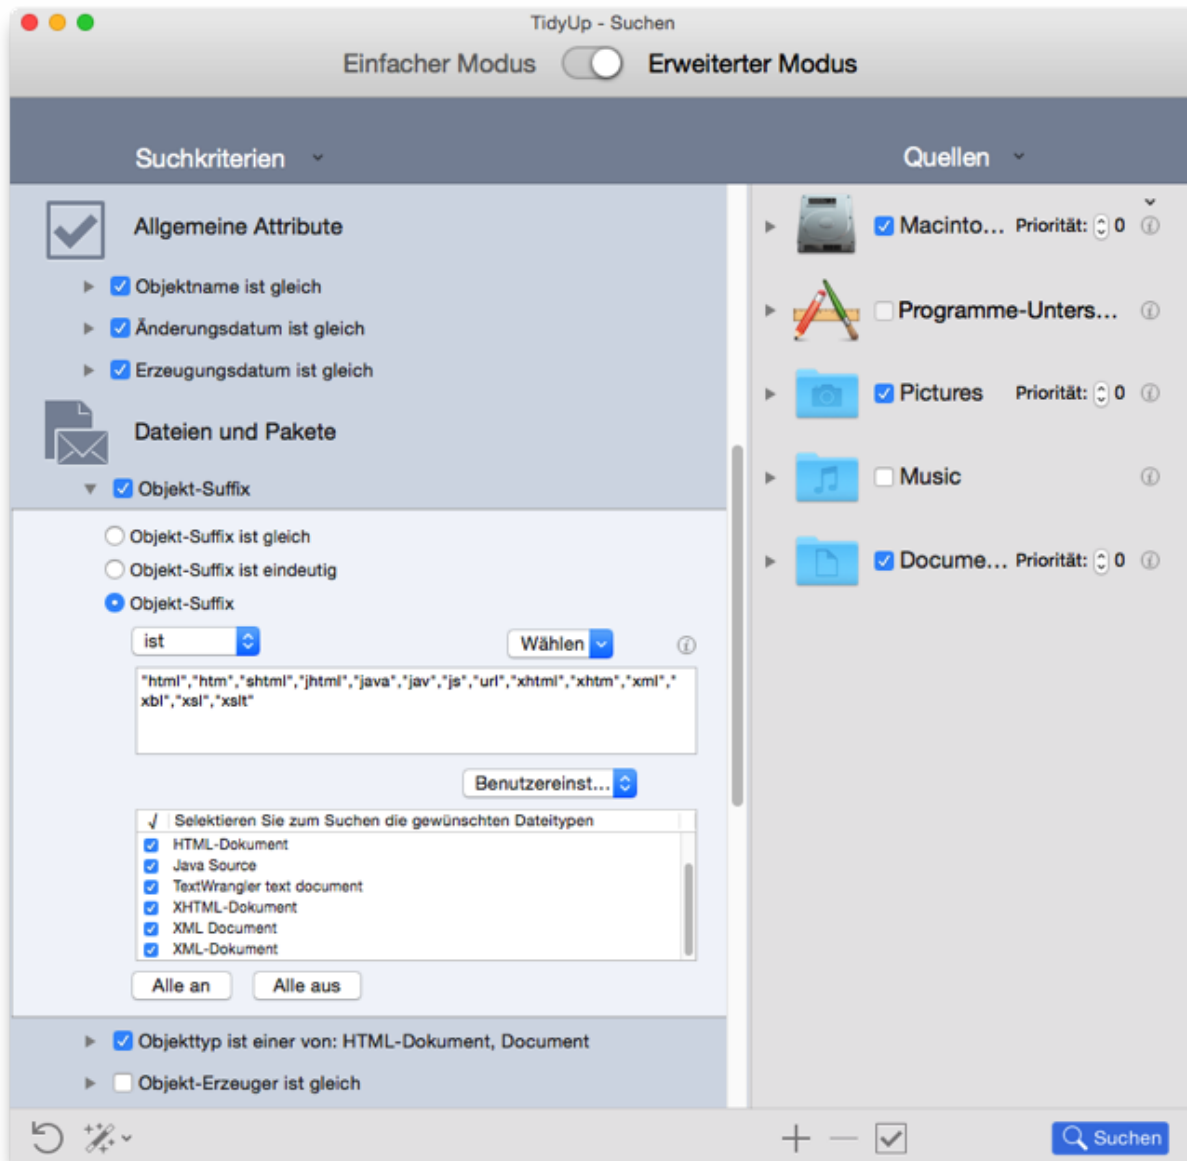 TidyUp - Suchen
Einfacher Modus Erweiterter Modus
Suchkriterien
Allgemeine Attribute
Objektname ist gleich
Änderungsdatum ist gleich
Erzeugungsdatum ist gleich
Dateien und Pakete
Objekt-Suffix
Objekt-Suffix ist gleich
Objekt-Suffix ist eindeutig
Objekt-Suffix
ist Wählen
"html","htm","shtml","jhtml","java","jav","js","url","xhtml","xhtm","xml","
xbl","xsl","xslt"
Benutzereinst...
√ Selektieren Sie zum Suchen die gewünschten Dateitypen
HTML-Dokument
Java Source
TextWrangler text document
XHTML-Dokument
XML Document
XML-Dokument
Alle an Alle aus
Objekttyp ist einer von: HTML-Dokument, Document
Objekt-Erzeuger ist gleich
Quellen
Macinto... Priorität: 0
Programme-Unters...
Pictures Priorität: 0
Music
Docume... Priorität: 0
Suchen